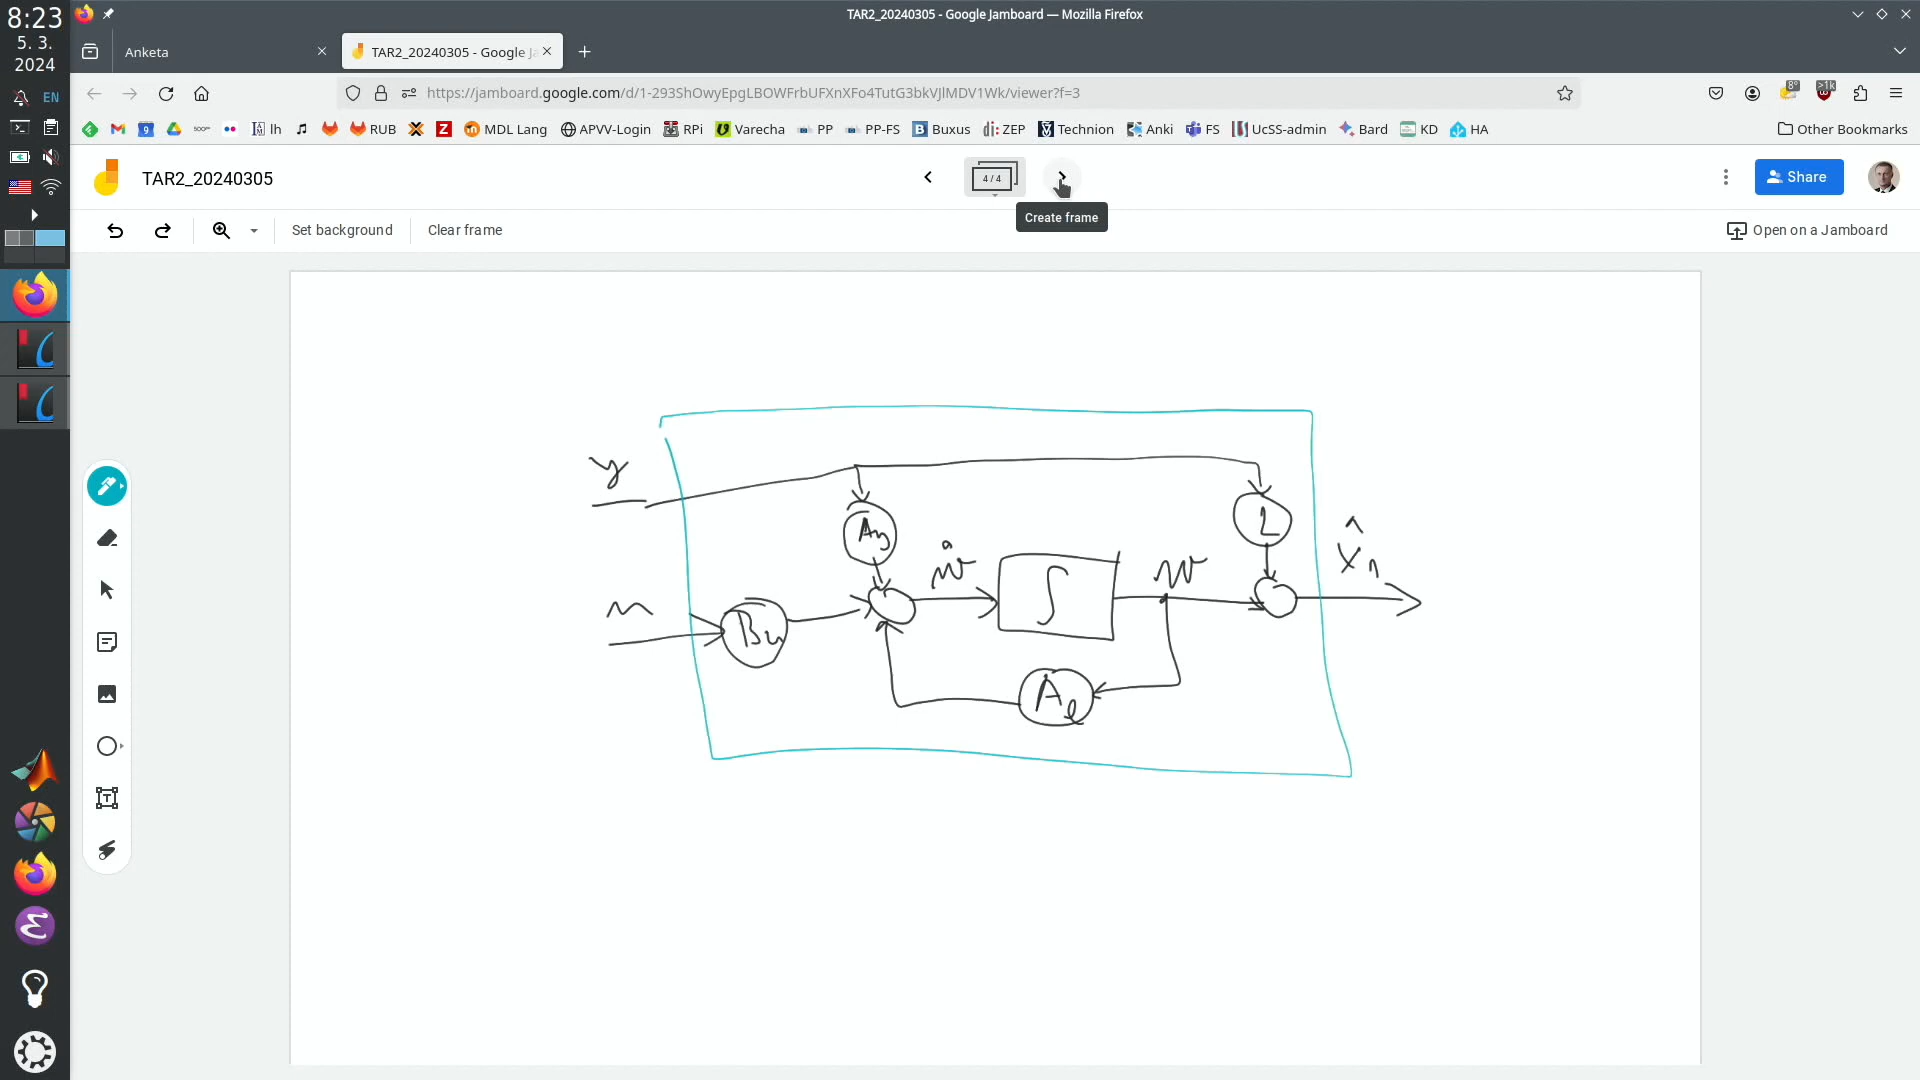 8:23
5. 3.
2024
EN
TAR2_20240305 - Google Jamboard — Mozilla Firefox
Anketa
TAR2_20240305 - Google Ja
https://jamboard.google.com/d/1-293ShOwyEpgLBOWFrbUFXnXFo4TutG3bkVJlMDV1Wk/viewer?f=3
8°
>1k
lh
RUB
MDL Lang
APVV-Login
RPi
Varecha
PP
PP-FS
Buxus
ZEP
Technion
Anki
FS
UcSS-admin
Bard
KD
HA
Other Bookmarks
TAR2_20240305
4 / 4
Share
Create frame
Set background
Clear frame
Open on a Jamboard
y
L
ẇ
∫
w
x̂n
u
Bu
Al